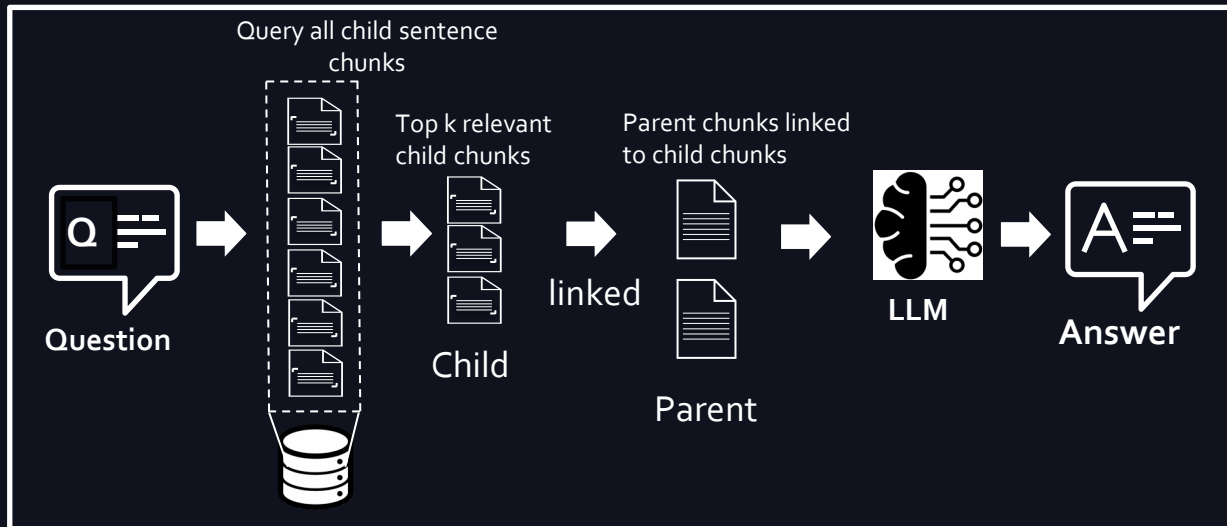 Query all child sentence
chunks
Top k relevant
child chunks
Parent chunks linked
to child chunks
Q
Question
Child
linked
Parent
LLM
A
Answer